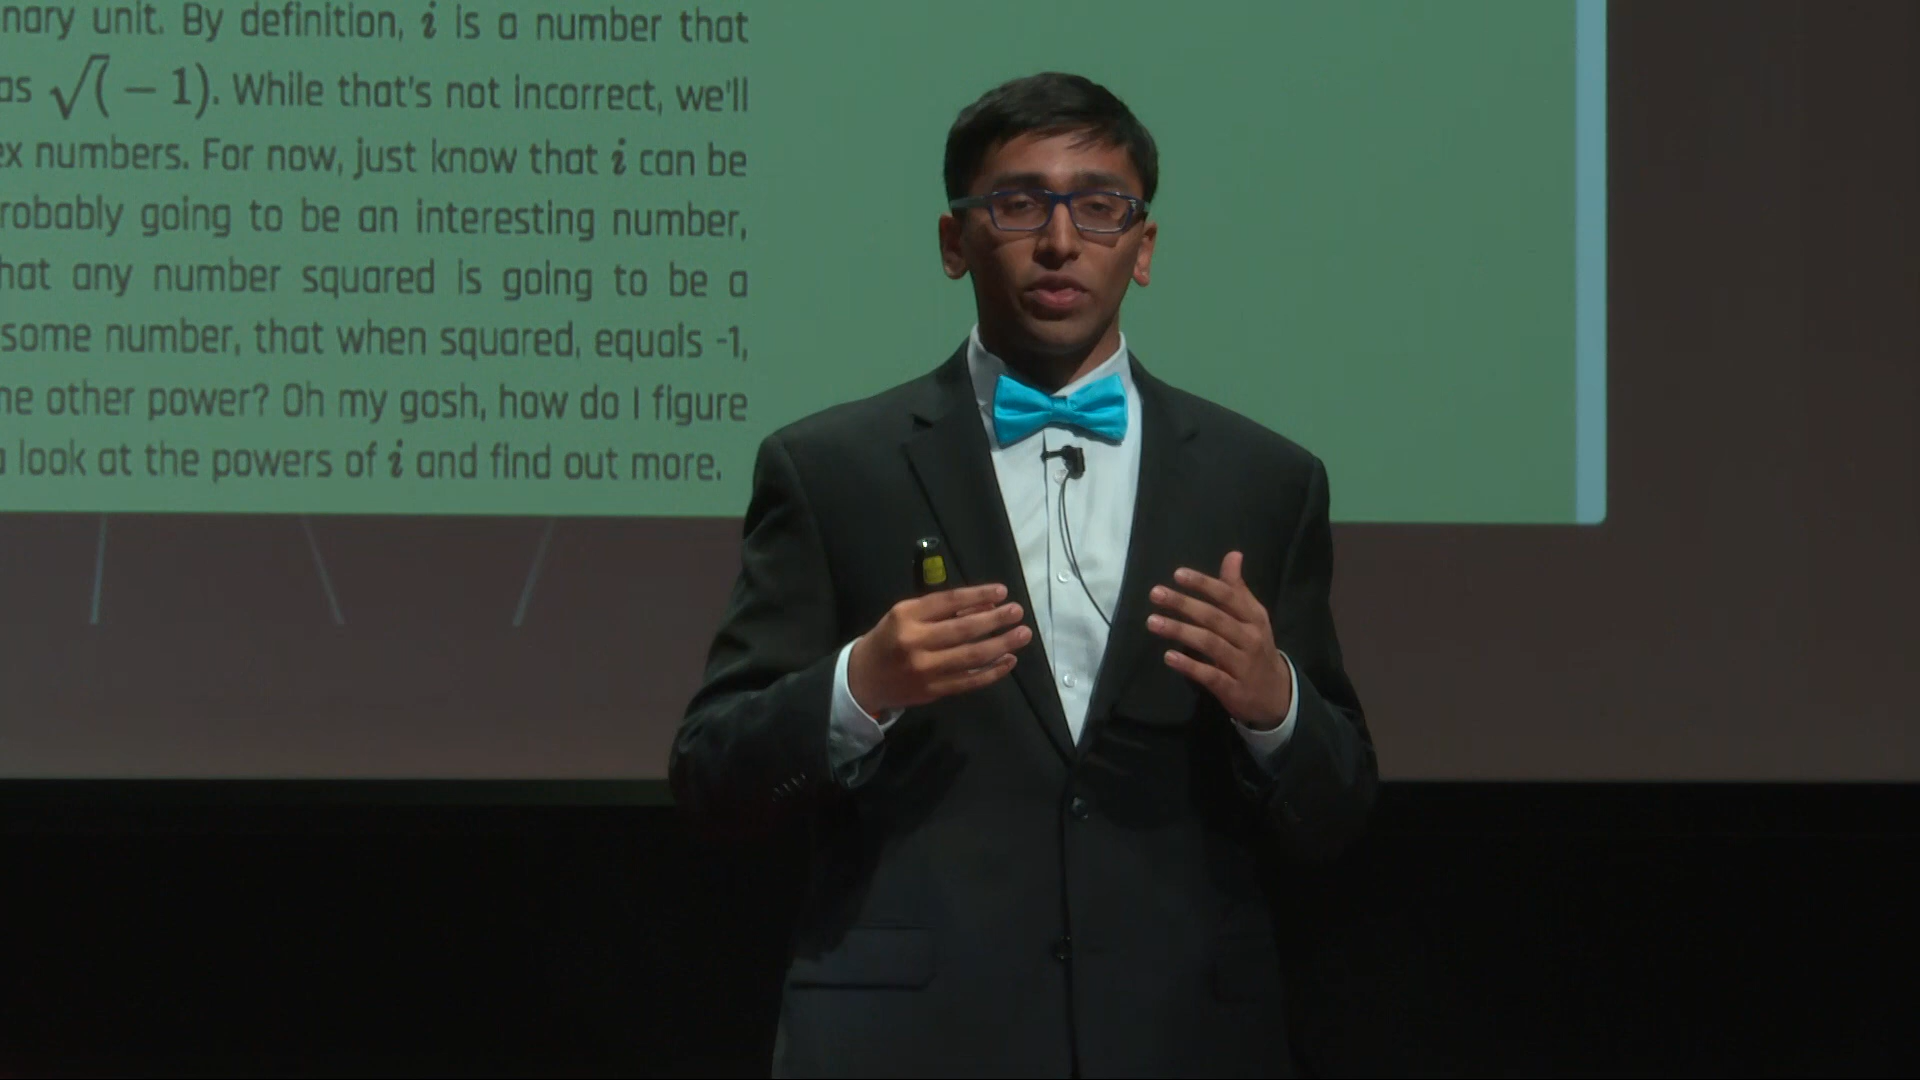 nary unit. By definition, i is a number that
as √(-1). While that's not incorrect, we'll
ex numbers. For now, just know that i can be
robably going to be an interesting number,
hat any number squared is going to be a
some number, that when squared, equals -1,
ne other power? Oh my gosh, how do I figure
a look at the powers of i and find out more.